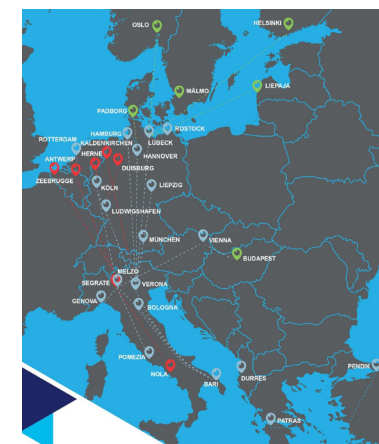 OSLO
HELSINKI
MÄLMO
LIEPAJA
PADBORG
HAMBURG
LÜBECK
ROSTOCK
ROTTERDAM
KALDENKIRCHEN
HERNE
HANNOVER
ANTWERP
DUISBURG
ZEEBRUGGE
KÖLN
LEIPZIG
LUDWIGSHAFEN
MÜNCHEN
VIENNA
BUDAPEST
MELZO
SEGRATE
VERONA
GENOVA
BOLOGNA
POMEZIA
NOLA
BARI
DURRES
PENDIK
PATRAS